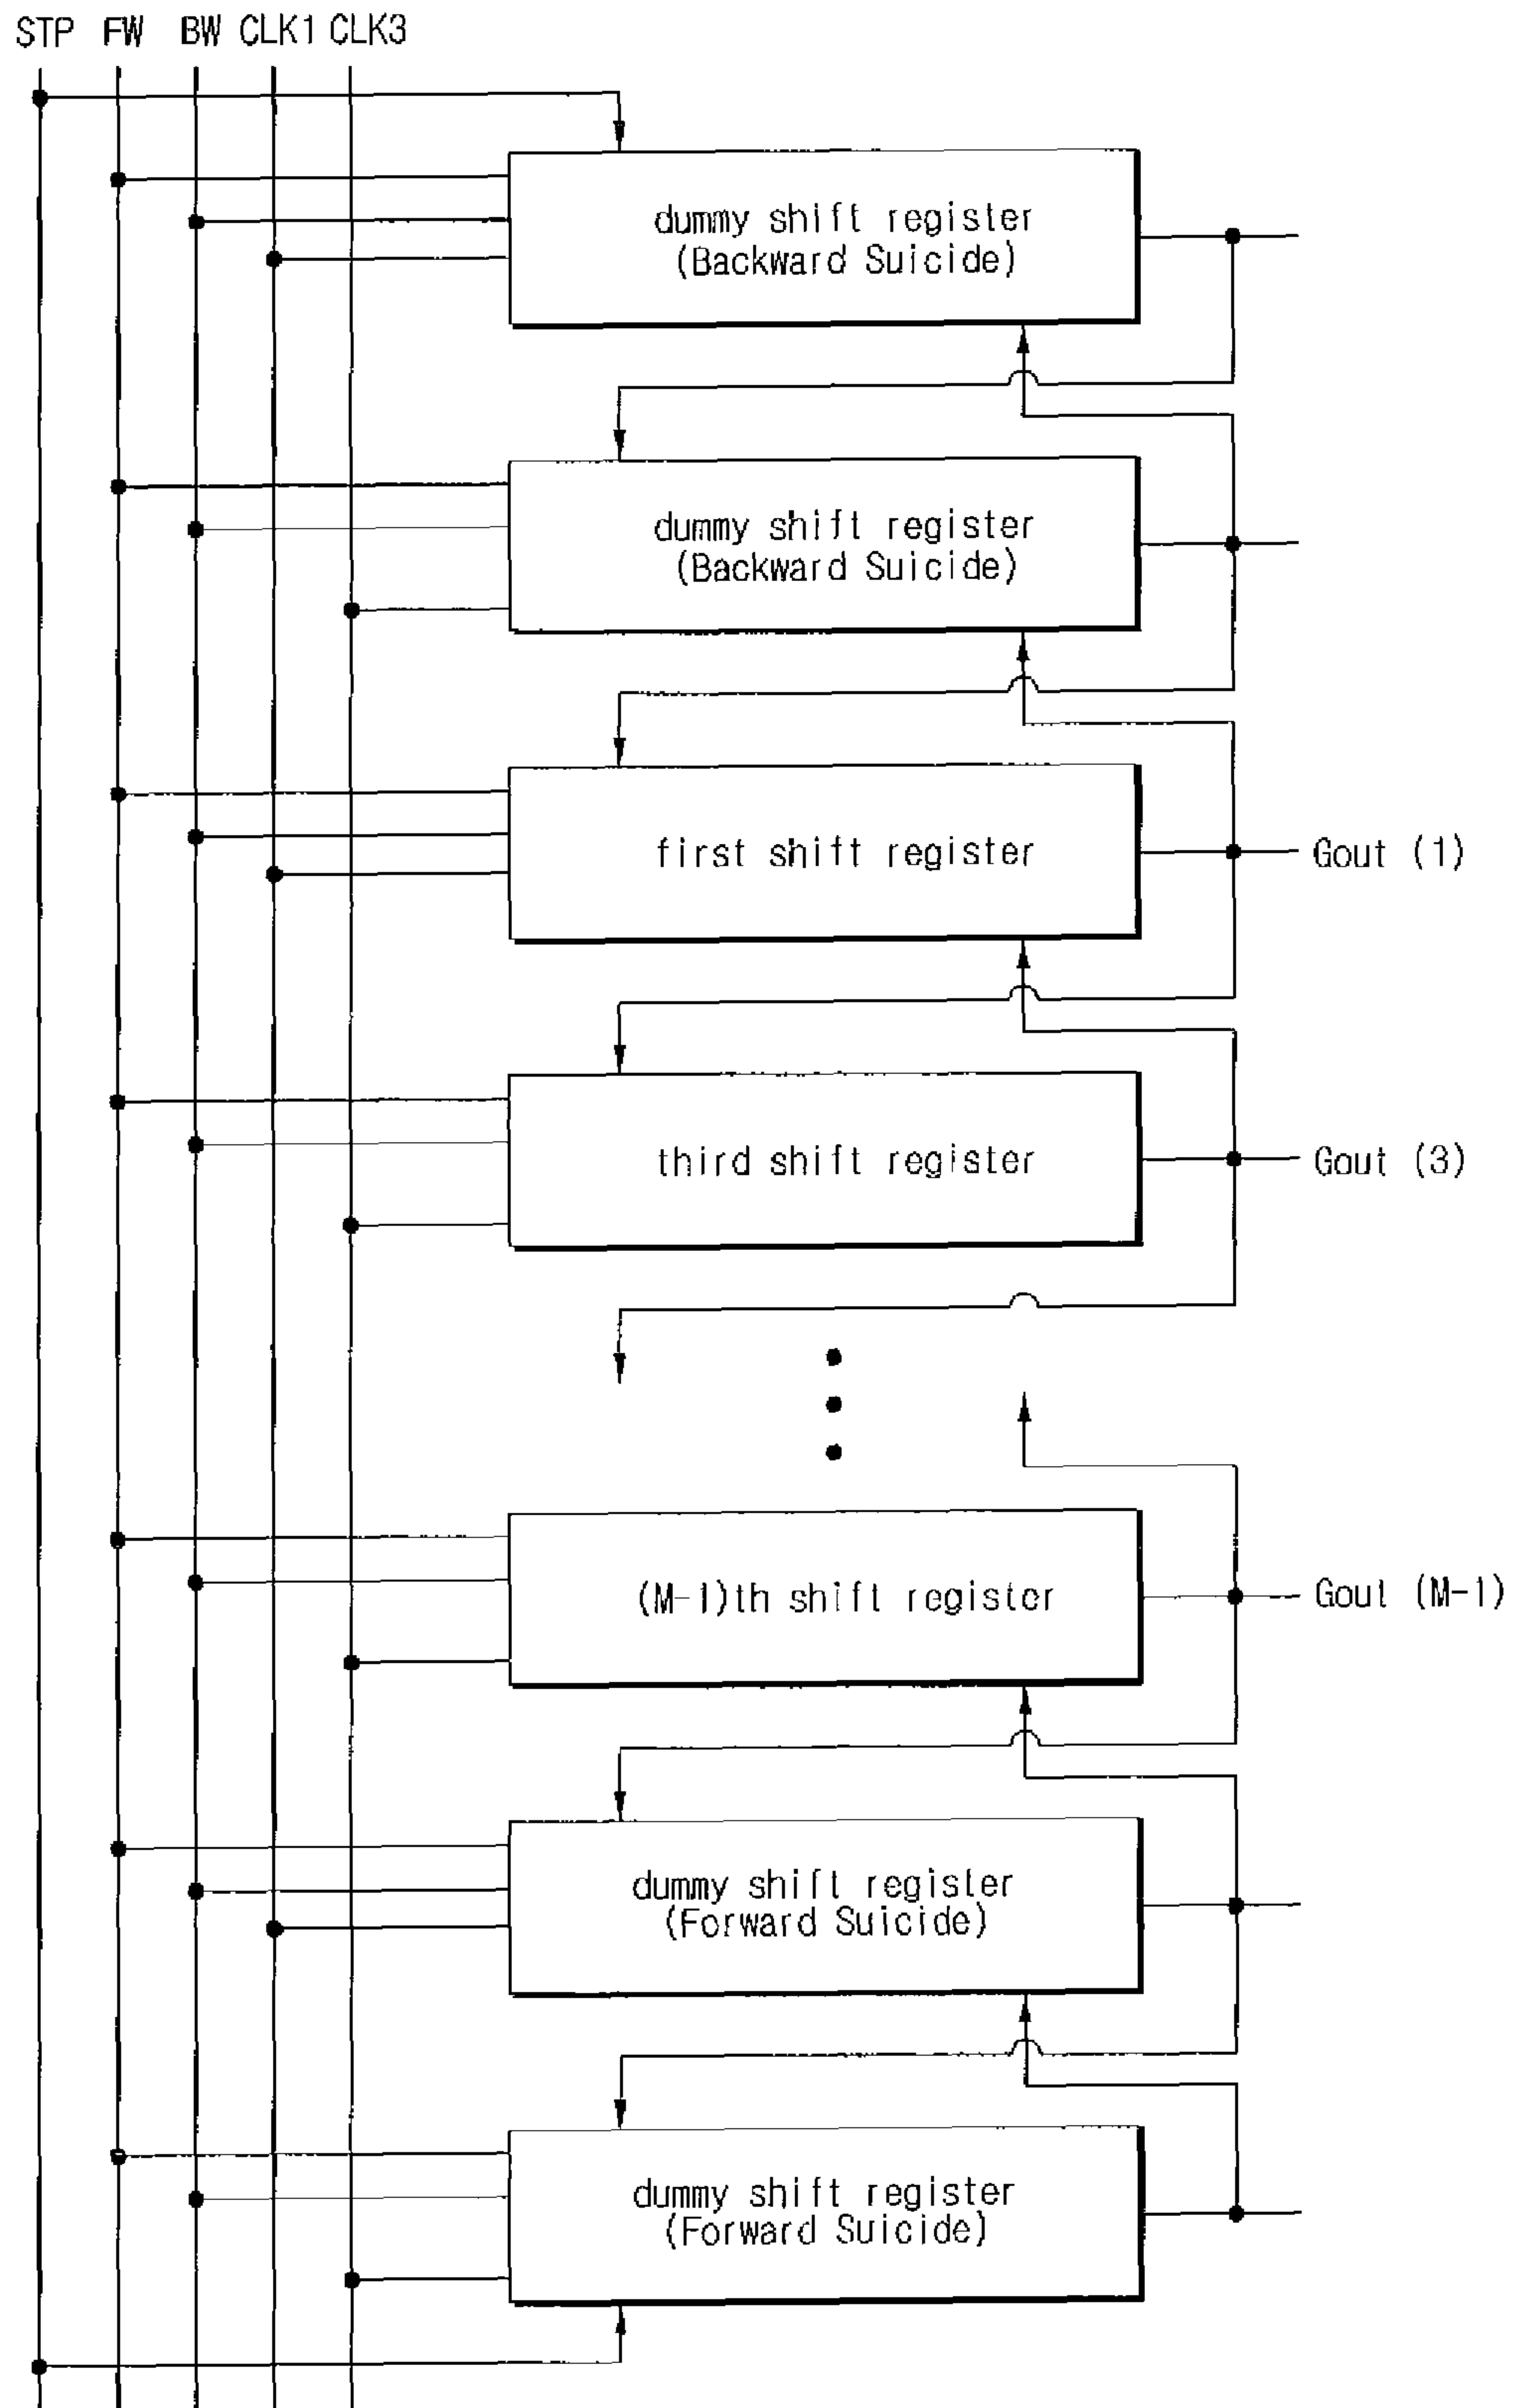 STP FW BW CLK1 CLK3
dummy shift register
(Backward Suicide)
dummy shift register
(Backward Suicide)
first shift register
Gout (1)
third shift register
Gout (3)
(M-1)th shift register
Gout (M-1)
dummy shift register
(Forward Suicide)
dummy shift register
(Forward Suicide)